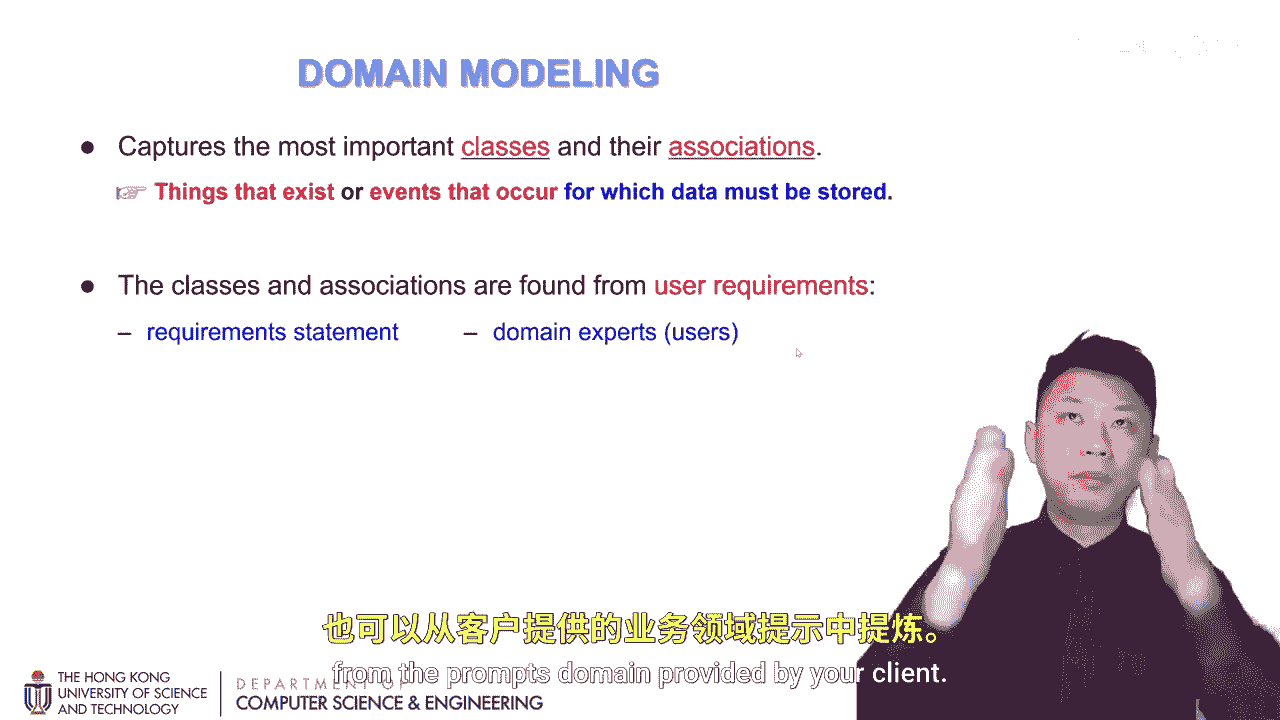 DOMAIN MODELING
● Captures the most important classes and their associations.
☞ Things that exist or events that occur for which data must be stored.
● The classes and associations are found from user requirements:
– requirements statement – domain experts (users)
也可以从客户提供的业务领域提示中提炼。
from the prompts domain provided by your client.
THE HONG KONG
UNIVERSITY OF SCIENCE
AND TECHNOLOGY
DEPARTMENT OF
COMPUTER SCIENCE & ENGINEERING